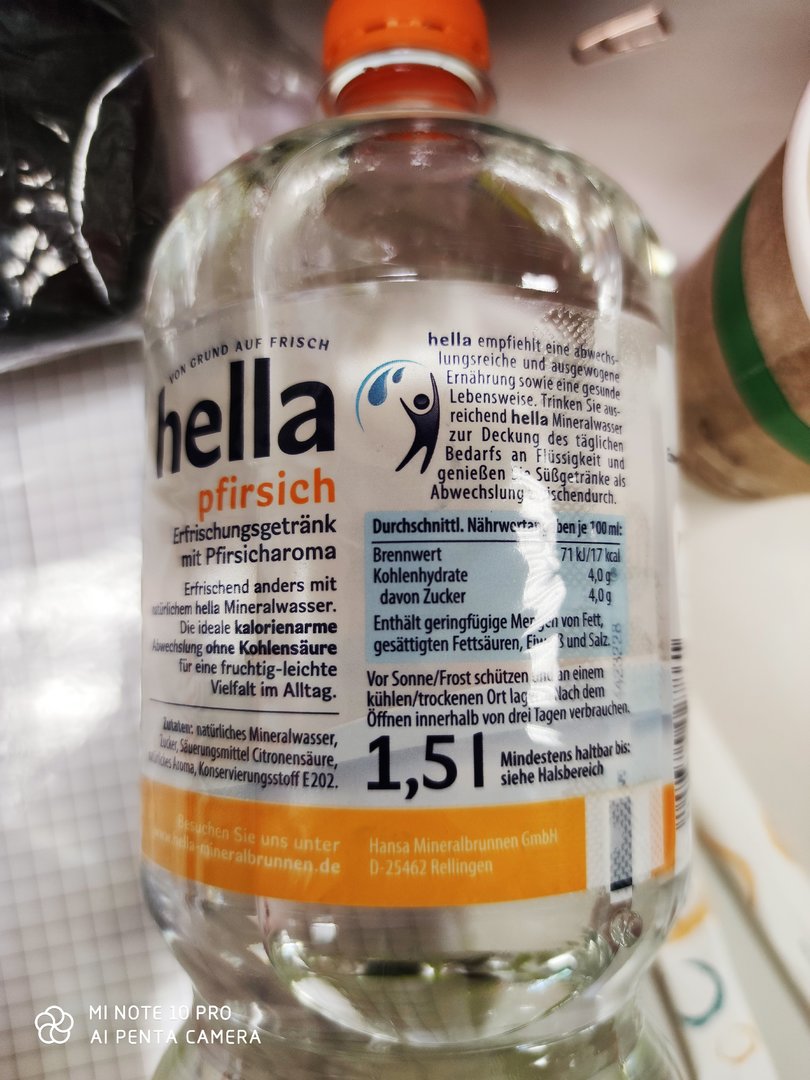 VON GRUND AUF FRISCH
hella
pfirsich
Erfrischungsgetränk
mit Pfirsicharoma
Erfrischend anders mit
natürlichem hella Mineralwasser.
Die ideale kalorienarme
Abwechslung ohne Kohlensäure
für eine fruchtig-leichte
Vielfalt im Alltag.
Zutaten: natürliches Mineralwasser,
Zucker, Säuerungsmittel Citronensäure,
natürliches Aroma, Konservierungsstoff E202.
hella empfiehlt eine abwechs-
lungsreiche und ausgewogene
Ernährung sowie eine gesunde
Lebensweise. Trinken Sie aus-
reichend hella Mineralwasser
zur Deckung des täglichen
Bedarfs an Flüssigkeit und
genießen Sie Süßgetränke als
Abwechslung zwischendurch.
Durchschnittl. Nährwertangaben je 100 ml:
Brennwert 71 kJ/17 kcal
Kohlenhydrate 4,0 g
davon Zucker 4,0 g
Enthält geringfügige Mengen von Fett,
gesättigten Fettsäuren, Eiweiß und Salz.
Vor Sonne/Frost schützen und an einem
kühlen/trockenen Ort lagern. Nach dem
Öffnen innerhalb von drei Tagen verbrauchen.
1,5 l
Mindestens haltbar bis:
siehe Halsbereich
Besuchen Sie uns unter
www.hella-mineralbrunnen.de
Hansa Mineralbrunnen GmbH
D-25462 Rellingen
MI NOTE 10 PRO
AI PENTA CAMERA